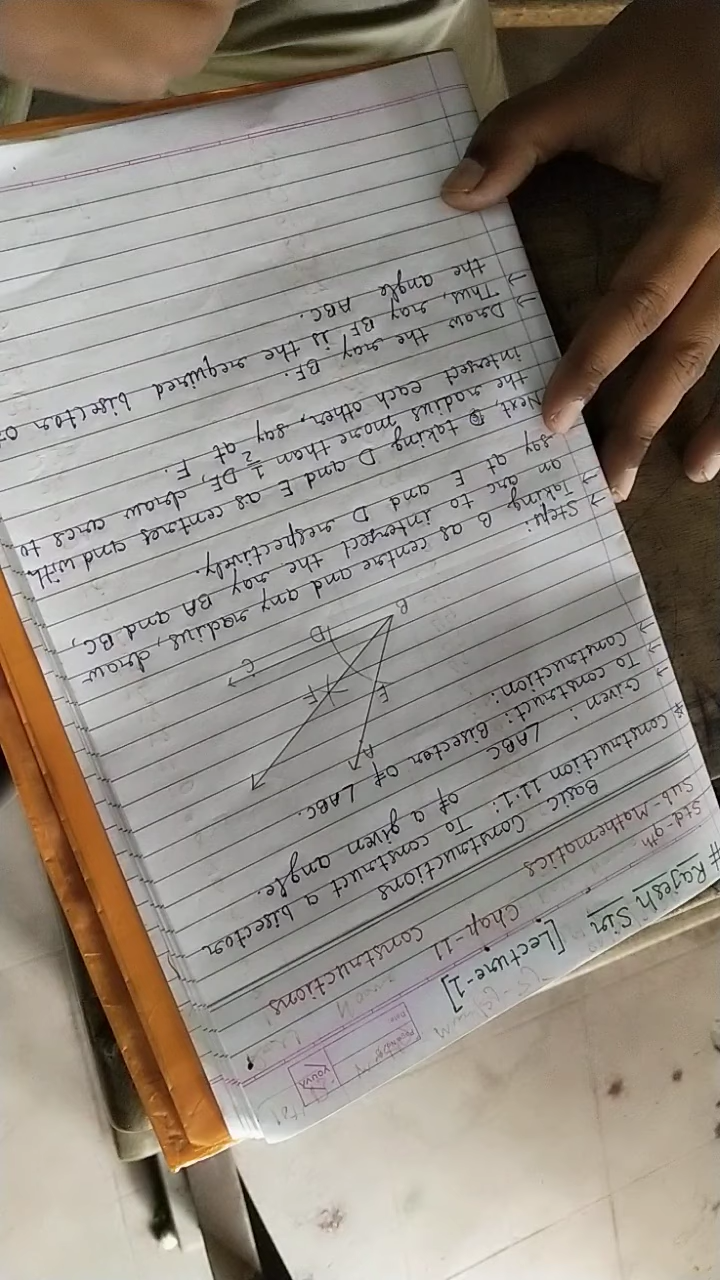 # Rajesh Sir [Lecture-1]
YOUVA
Std-9th
Sub-Mathematics Chap-11 Constructions
Basic Constructions
* Construction 11.1: To construct a bisector
of a given angle.
→ Given: ∠ABC
→ To construct: Bisector of ∠ABC.
→ Construction:
A
E
F
B
D
C
Steps:
→ Taking B as centre and any radius, draw
an arc to intersect the ray BA and BC,
say at E and D respectively.
Next, taking D and E as centres and with
the radius more than 1/2 DE, draw arcs to
intersect each other, say at F.
→ Draw the ray BF.
→ Thus, ray BF is the required bisector of
the angle ABC.